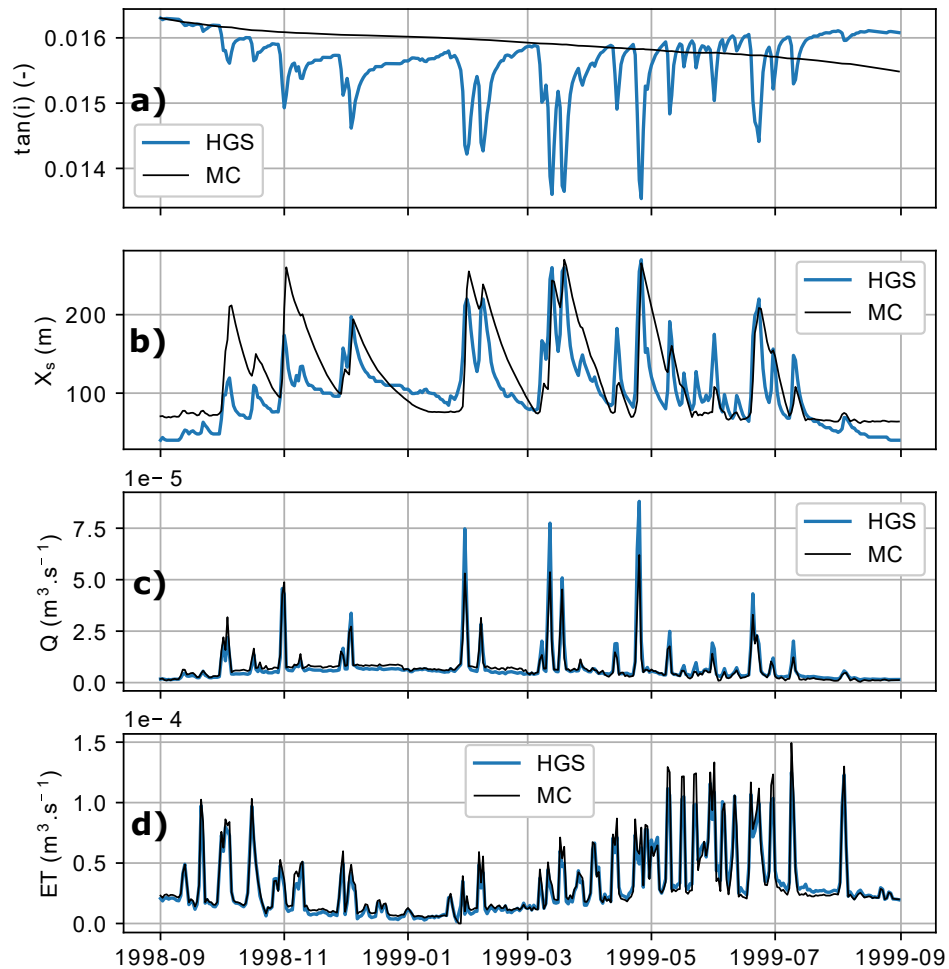 tan(i) (-)
0.016
0.015
0.014
a)
HGS
MC
Xₛ (m)
200
100
b)
HGS
MC
1e−5
Q (m³.s⁻¹)
7.5
5.0
2.5
0.0
c)
HGS
MC
1e−4
ET (m³.s⁻¹)
1.5
1.0
0.5
0.0
d)
HGS
MC
1998-09 1998-11 1999-01 1999-03 1999-05 1999-07 1999-09